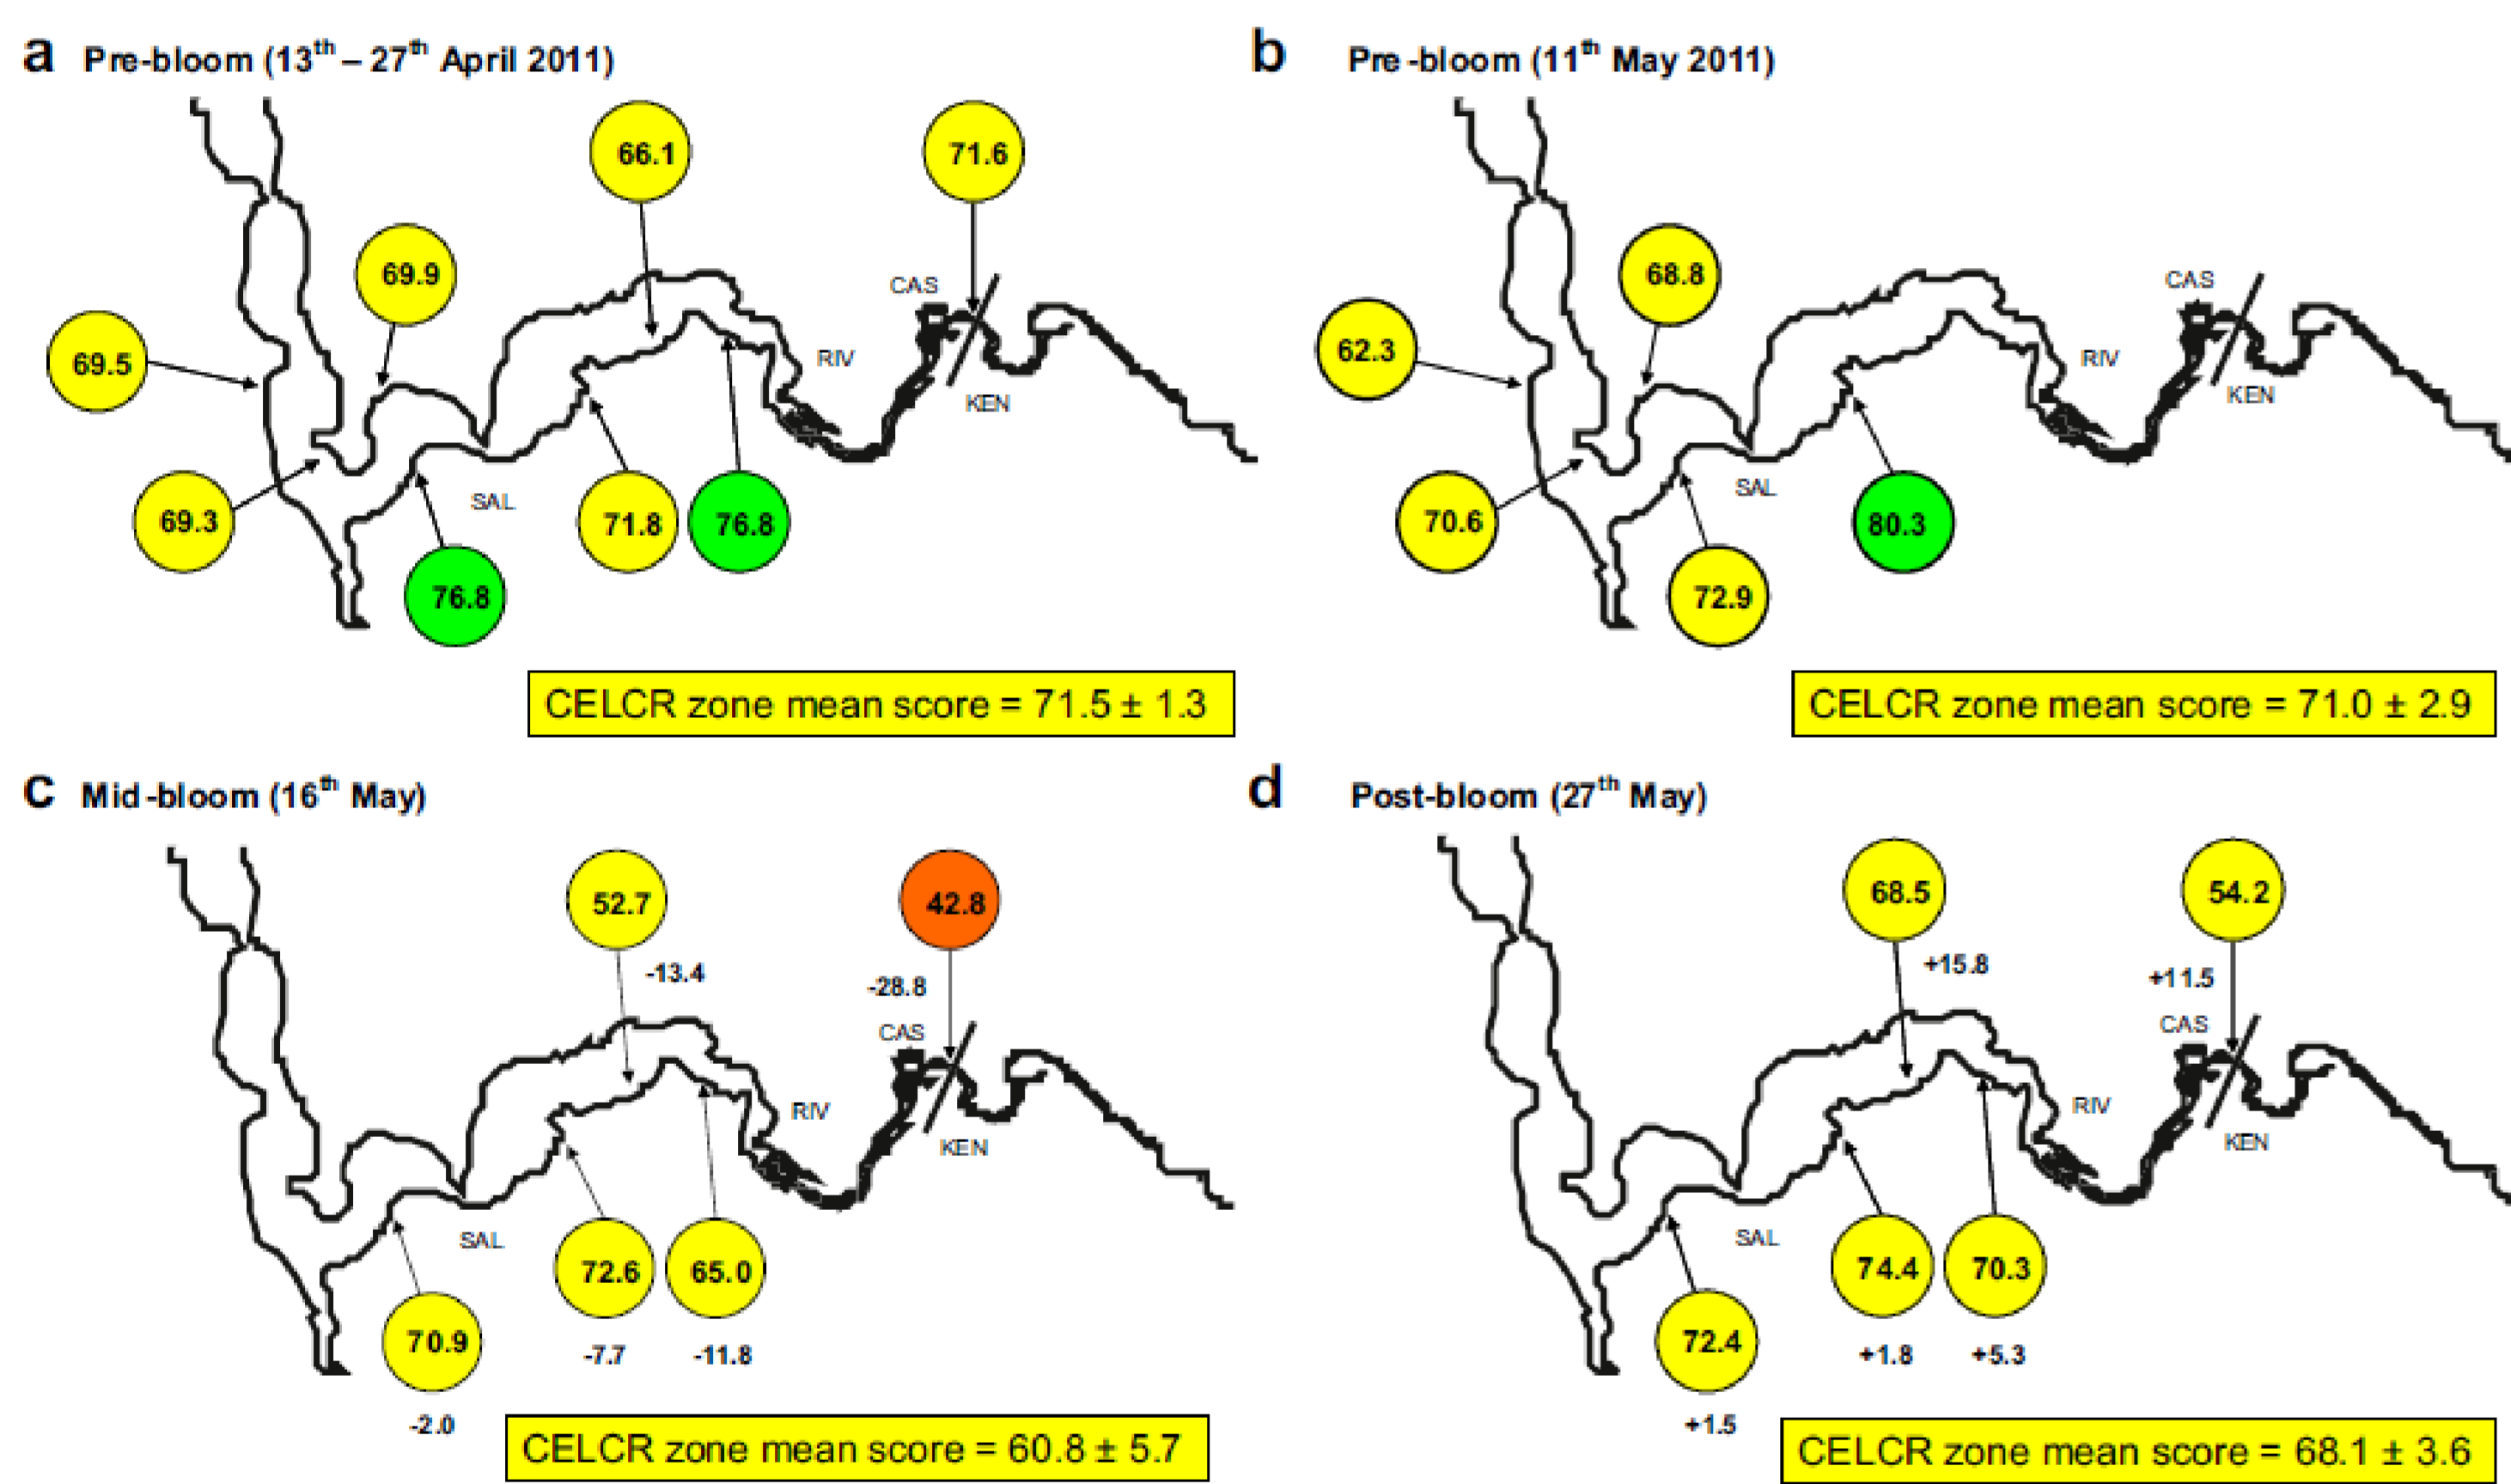 a Pre-bloom (13th – 27th April 2011)
66.1
71.6
69.9
CAS
69.5
RIV
KEN
SAL
69.3
71.8
76.8
76.8
CELCR zone mean score = 71.5 ± 1.3
b Pre-bloom (11th May 2011)
68.8
CAS
62.3
RIV
KEN
SAL
70.6
80.3
72.9
CELCR zone mean score = 71.0 ± 2.9
c Mid-bloom (16th May)
52.7
42.8
-13.4
-28.8
CAS
RIV
KEN
SAL
72.6
65.0
70.9
-7.7
-11.8
-2.0
CELCR zone mean score = 60.8 ± 5.7
d Post-bloom (27th May)
68.5
54.2
+15.8
+11.5
CAS
RIV
KEN
SAL
74.4
70.3
72.4
+1.8
+5.3
+1.5
CELCR zone mean score = 68.1 ± 3.6